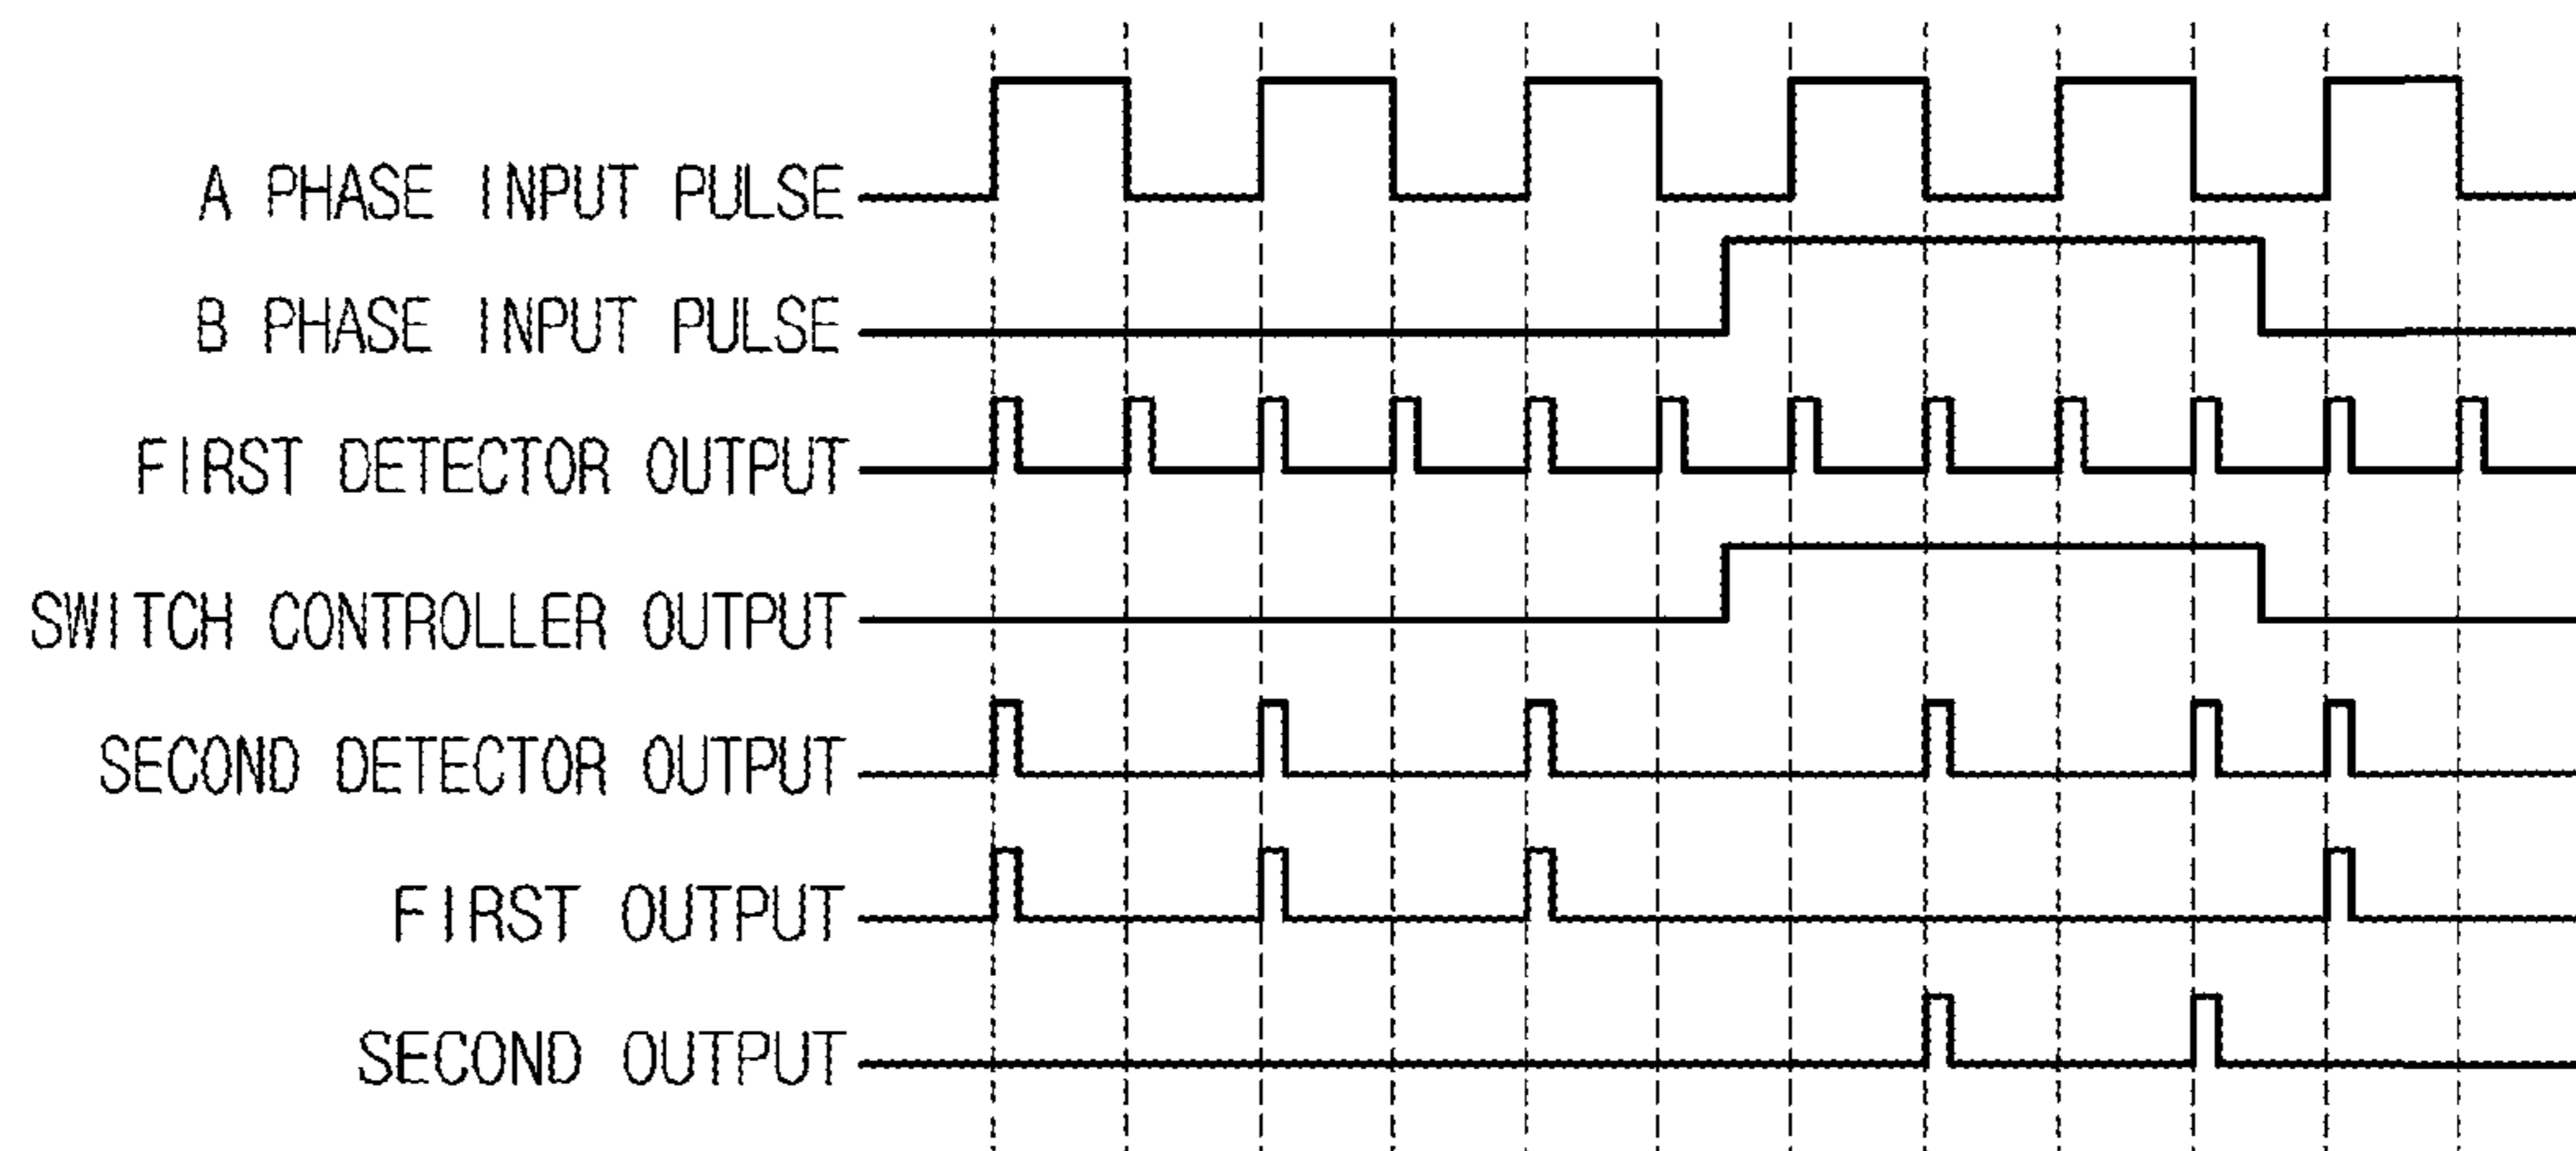 A PHASE INPUT PULSE
B PHASE INPUT PULSE
FIRST DETECTOR OUTPUT
SWITCH CONTROLLER OUTPUT
SECOND DETECTOR OUTPUT
FIRST OUTPUT
SECOND OUTPUT